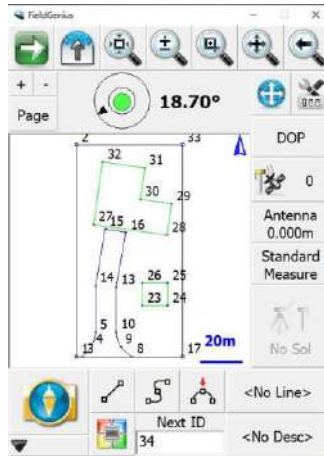 FieldGenius
+ -
Page
18.70°
DOP
0
Antenna
0.000m
Standard
Measure
No Sol
2 33
32 31
30 29
27 15 16 28
14 13 26 25
23 24
5 10
4 9
13 8 17
20m
<No Line>
Next ID
34
<No Desc>